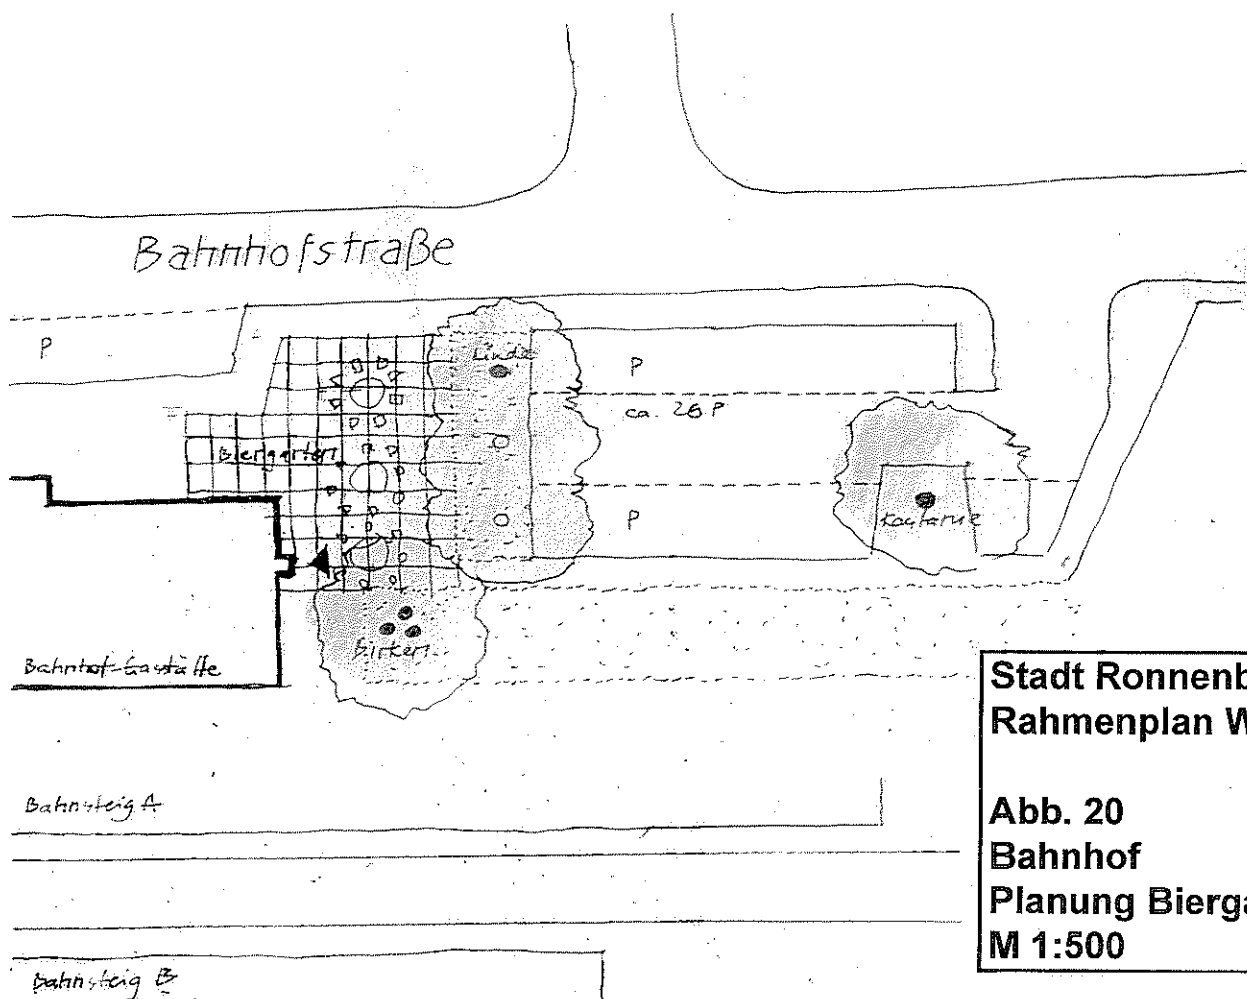 Bahnhofstraße
P
Linde
P
ca. 26 P
Biergarten
Kastanie
P
Birken
Bahnhof-Gaststätte
Stadt Ronnenb
Rahmenplan W
Bahnsteig A
Abb. 20
Bahnhof
Planung Bierga
M 1:500
Bahnsteig B